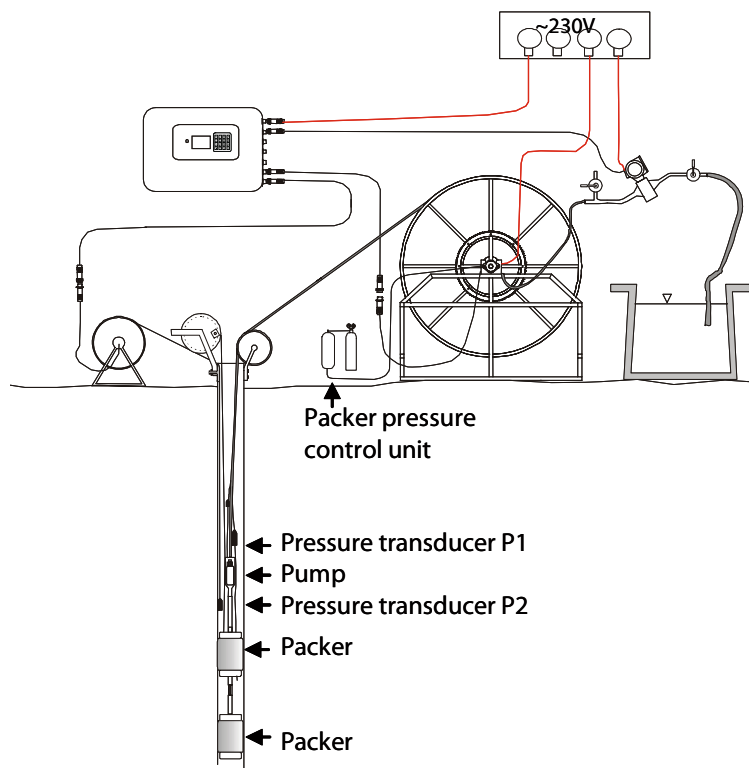 ~230V
Packer pressure
control unit
Pressure transducer P1
Pump
Pressure transducer P2
Packer
Packer